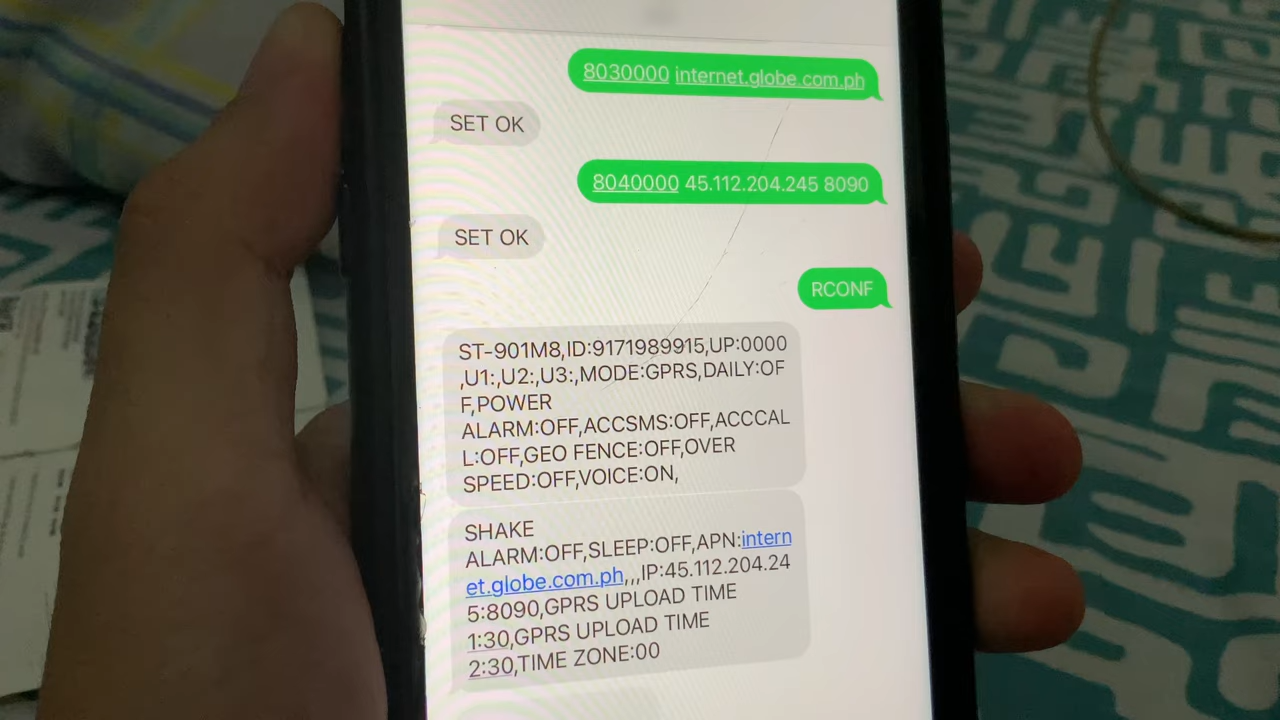 8030000 internet.globe.com.ph
SET OK
8040000 45.112.204.245 8090
SET OK
RCONF
ST-901M8,ID:9171989915,UP:0000
,U1:,U2:,U3:,MODE:GPRS,DAILY:OF
F,POWER
ALARM:OFF,ACCSMS:OFF,ACCCAL
L:OFF,GEO FENCE:OFF,OVER
SPEED:OFF,VOICE:ON,
SHAKE
ALARM:OFF,SLEEP:OFF,APN:intern
et.globe.com.ph,,,IP:45.112.204.24
5:8090,GPRS UPLOAD TIME
1:30,GPRS UPLOAD TIME
2:30,TIME ZONE:00